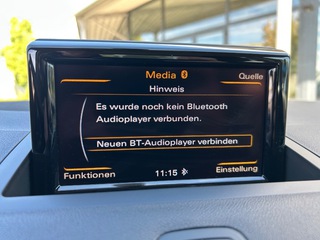 Media
Quelle
Hinweis
Es wurde noch kein Bluetooth
Audioplayer verbunden.
Neuen BT-Audioplayer verbinden
Funktionen
11:15
Einstellung